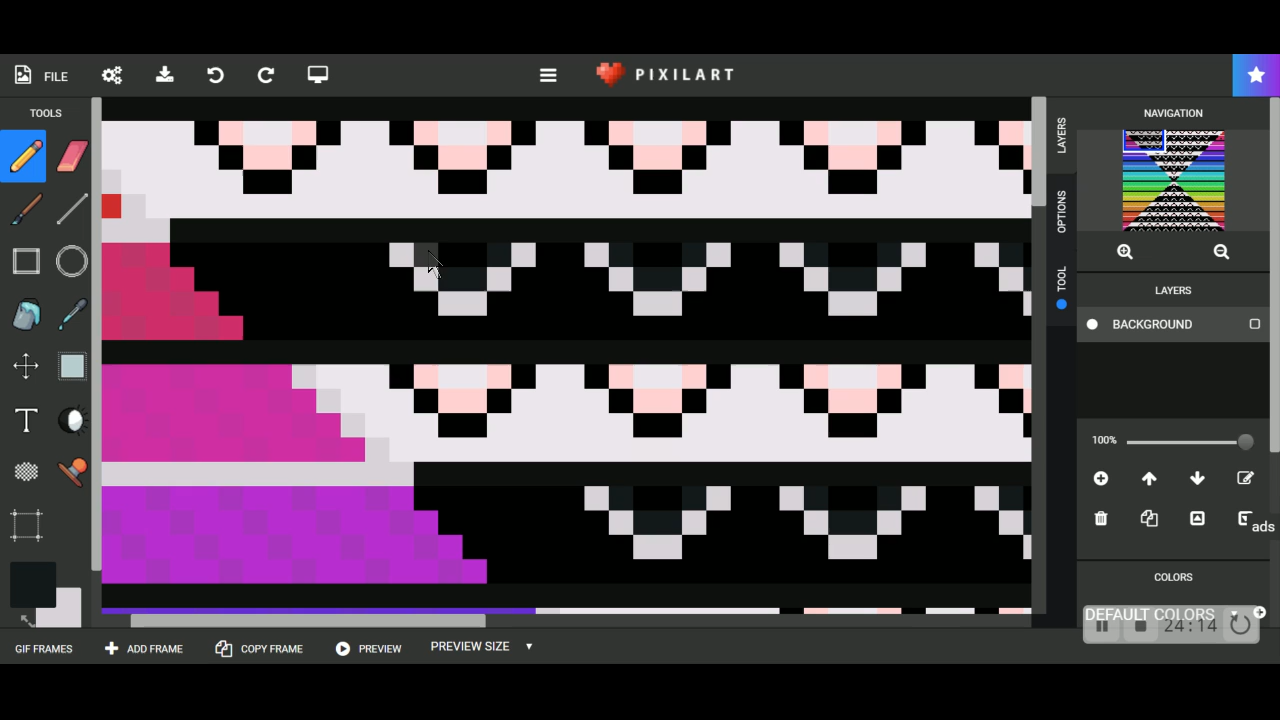 FILE
PIXILART
TOOLS
LAYERS
OPTIONS
TOOL
NAVIGATION
LAYERS
BACKGROUND
100%
ads
COLORS
DEFAULT COLORS
24:14
GIF FRAMES
ADD FRAME
COPY FRAME
PREVIEW
PREVIEW SIZE